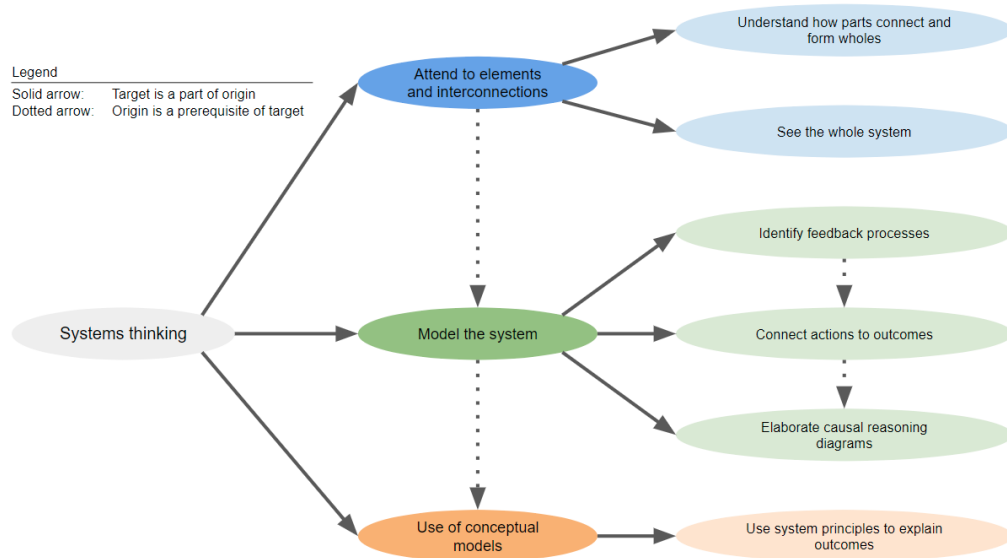 Understand how parts connect and
form wholes
Legend
Solid arrow: Target is a part of origin
Dotted arrow: Origin is a prerequisite of target
Attend to elements
and interconnections
See the whole system
Identify feedback processes
Systems thinking
Model the system
Connect actions to outcomes
Elaborate causal reasoning
diagrams
Use of conceptual
models
Use system principles to explain
outcomes